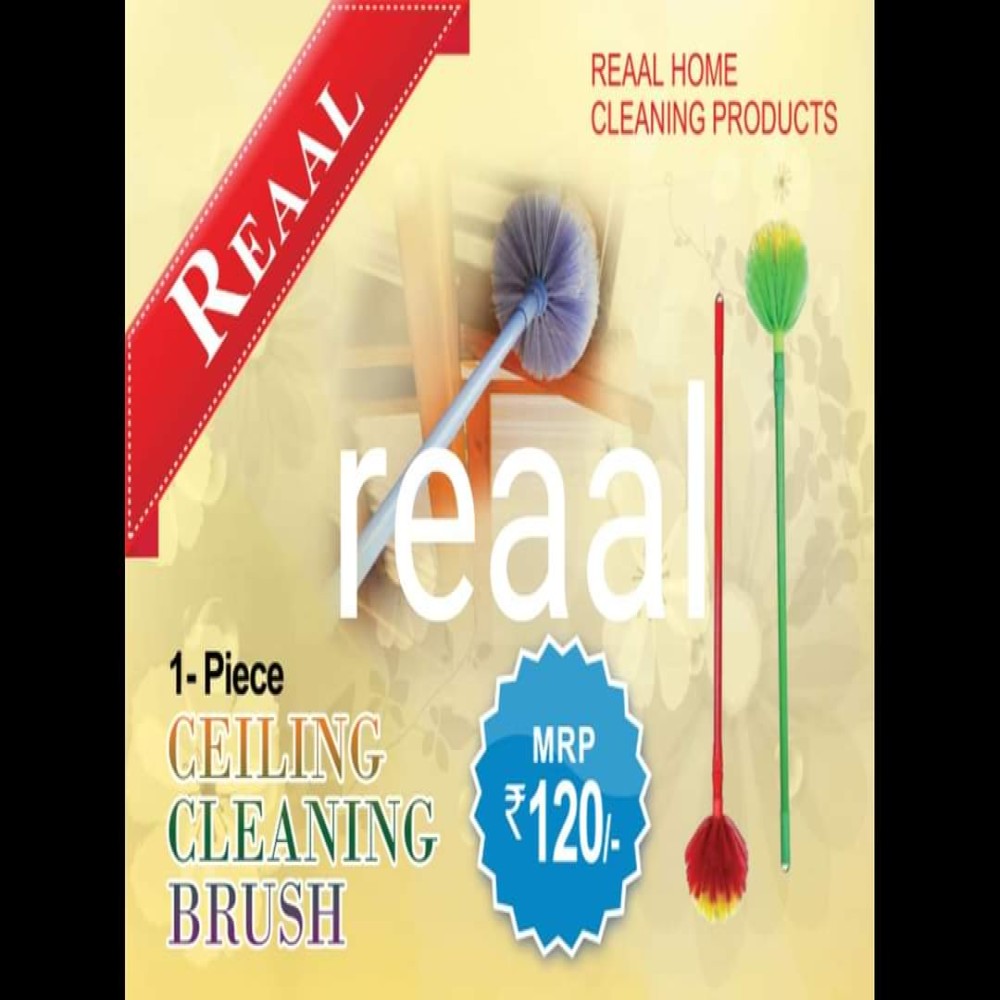 REAAL
REAAL HOME
CLEANING PRODUCTS
reaal
1- Piece
CEILING
CLEANING
BRUSH
MRP
₹120/-